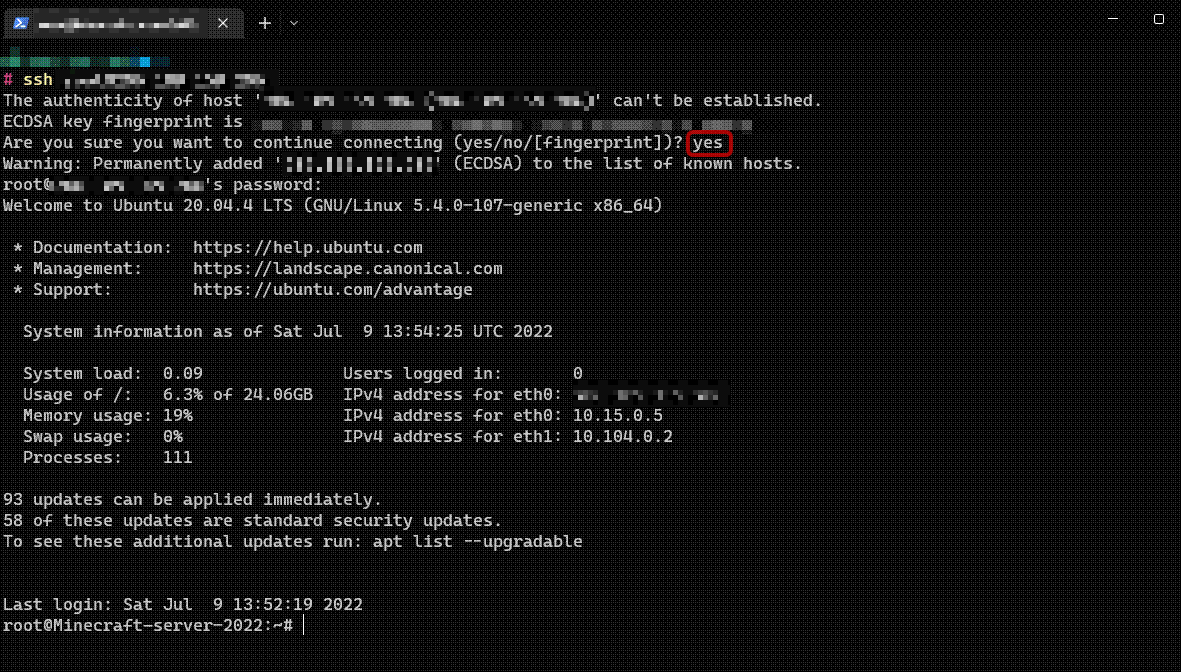 # ssh
The authenticity of host '          (          )' can't be established.
ECDSA key fingerprint is
Are you sure you want to continue connecting (yes/no/[fingerprint])? yes
Warning: Permanently added '          ' (ECDSA) to the list of known hosts.
root@          's password:
Welcome to Ubuntu 20.04.4 LTS (GNU/Linux 5.4.0-107-generic x86_64)
* Documentation:  https://help.ubuntu.com
* Management:     https://landscape.canonical.com
* Support:        https://ubuntu.com/advantage
System information as of Sat Jul  9 13:54:25 UTC 2022
System load:  0.09               Users logged in:       0
Usage of /:   6.3% of 24.06GB   IPv4 address for eth0:
Memory usage: 19%               IPv4 address for eth0: 10.15.0.5
Swap usage:   0%                IPv4 address for eth1: 10.104.0.2
Processes:    111
93 updates can be applied immediately.
58 of these updates are standard security updates.
To see these additional updates run: apt list --upgradable
Last login: Sat Jul  9 13:52:19 2022
root@Minecraft-server-2022:~#